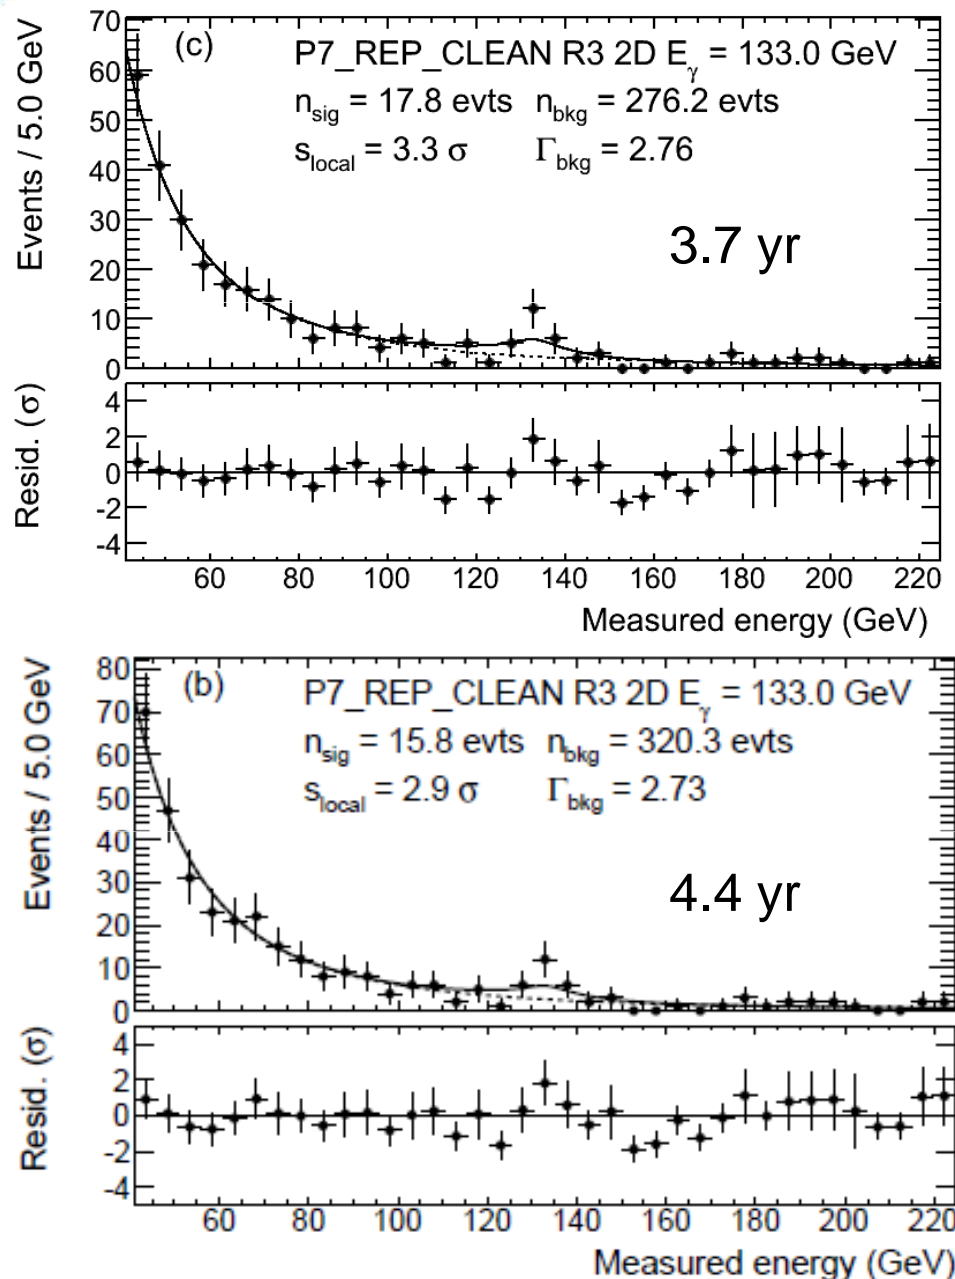 (c)
P7_REP_CLEAN R3 2D Eγ = 133.0 GeV
nsig = 17.8 evts nbkg = 276.2 evts
slocal = 3.3 σ Γbkg = 2.76
3.7 yr
Events / 5.0 GeV
70
60
50
40
30
20
10
0
Resid. (σ)
4
2
0
-2
-4
60 80 100 120 140 160 180 200 220
Measured energy (GeV)
(b)
P7_REP_CLEAN R3 2D Eγ = 133.0 GeV
nsig = 15.8 evts nbkg = 320.3 evts
slocal = 2.9 σ Γbkg = 2.73
4.4 yr
Events / 5.0 GeV
80
70
60
50
40
30
20
10
0
Resid. (σ)
4
2
0
-2
-4
60 80 100 120 140 160 180 200 220
Measured energy (GeV)